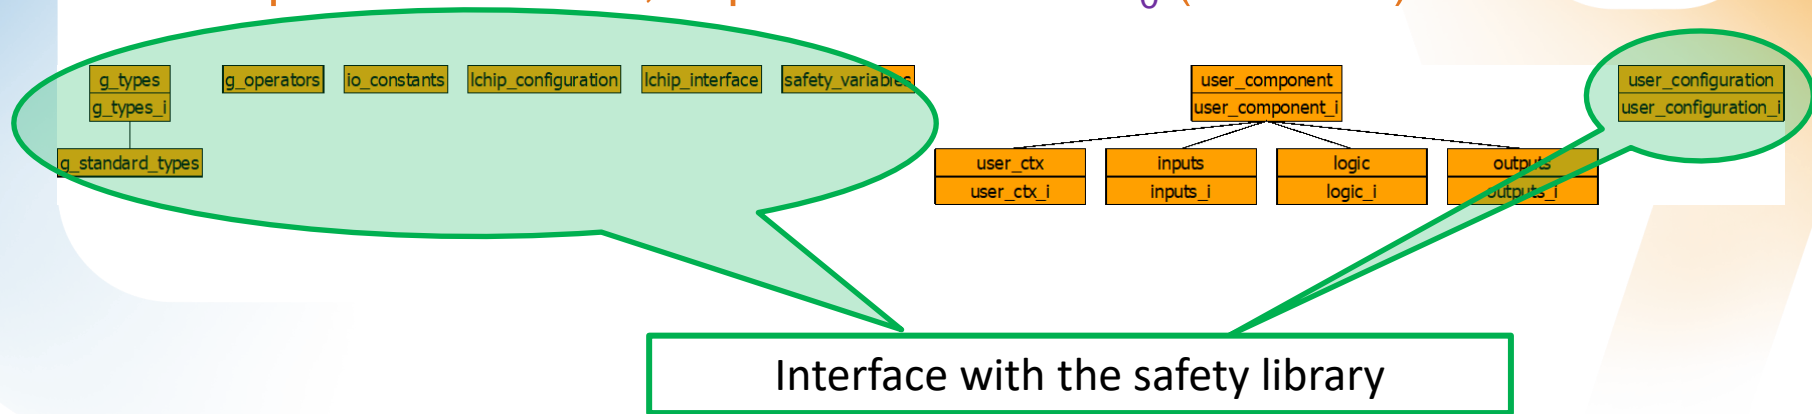 g_types g_operators io_constants lchip_configuration lchip_interface safety_variables user_component user_configuration
g_types_i user_component_i user_configuration_i
g_standard_types user_ctx inputs logic outputs
user_ctx_i inputs_i logic_i outputs_i
Interface with the safety library